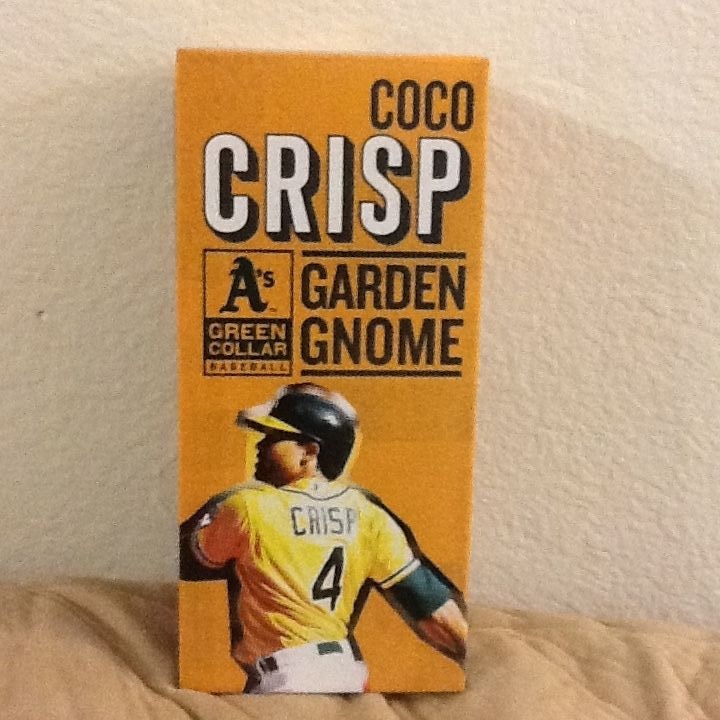 COCO
CRISP
A's
GREEN
COLLAR
BASEBALL
GARDEN
GNOME
CRISP
4